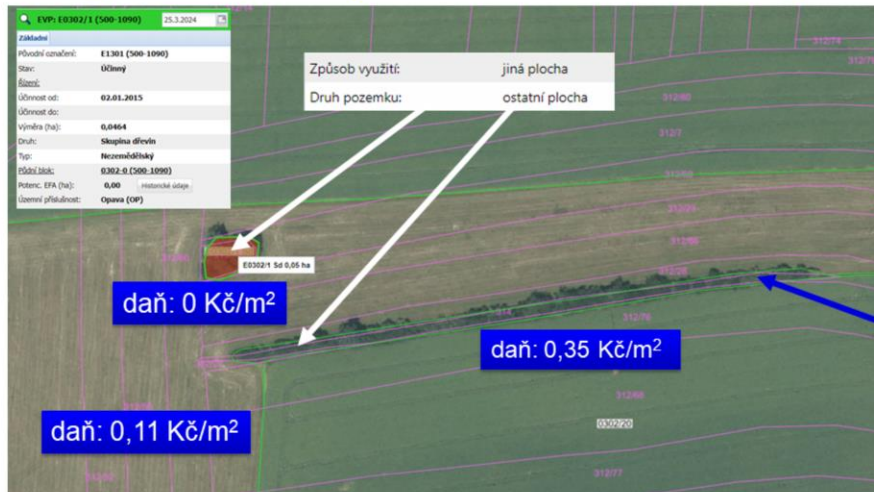 EVP: E0302/1 (500-1090) 25.3.2024
Základní
Původní označení: E1301 (500-1090)
Stav: Účinný
Řízení:
Účinnost od: 02.01.2015
Účinnost do:
Výměra (ha): 0,0464
Druh: Skupina dřevin
Typ: Nezemědělský
Půdní blok: 0302-0 (500-1090)
Potenc. EFA (ha): 0,00 Historické údaje
Územní příslušnost: Opava (OP)
Způsob využití: jiná plocha
Druh pozemku: ostatní plocha
312/74
312/7
E0302/1 Sd 0,05 ha
daň: 0 Kč/m²
314
312/76
daň: 0,35 Kč/m²
312/68
daň: 0,11 Kč/m²
0302/20
312/77